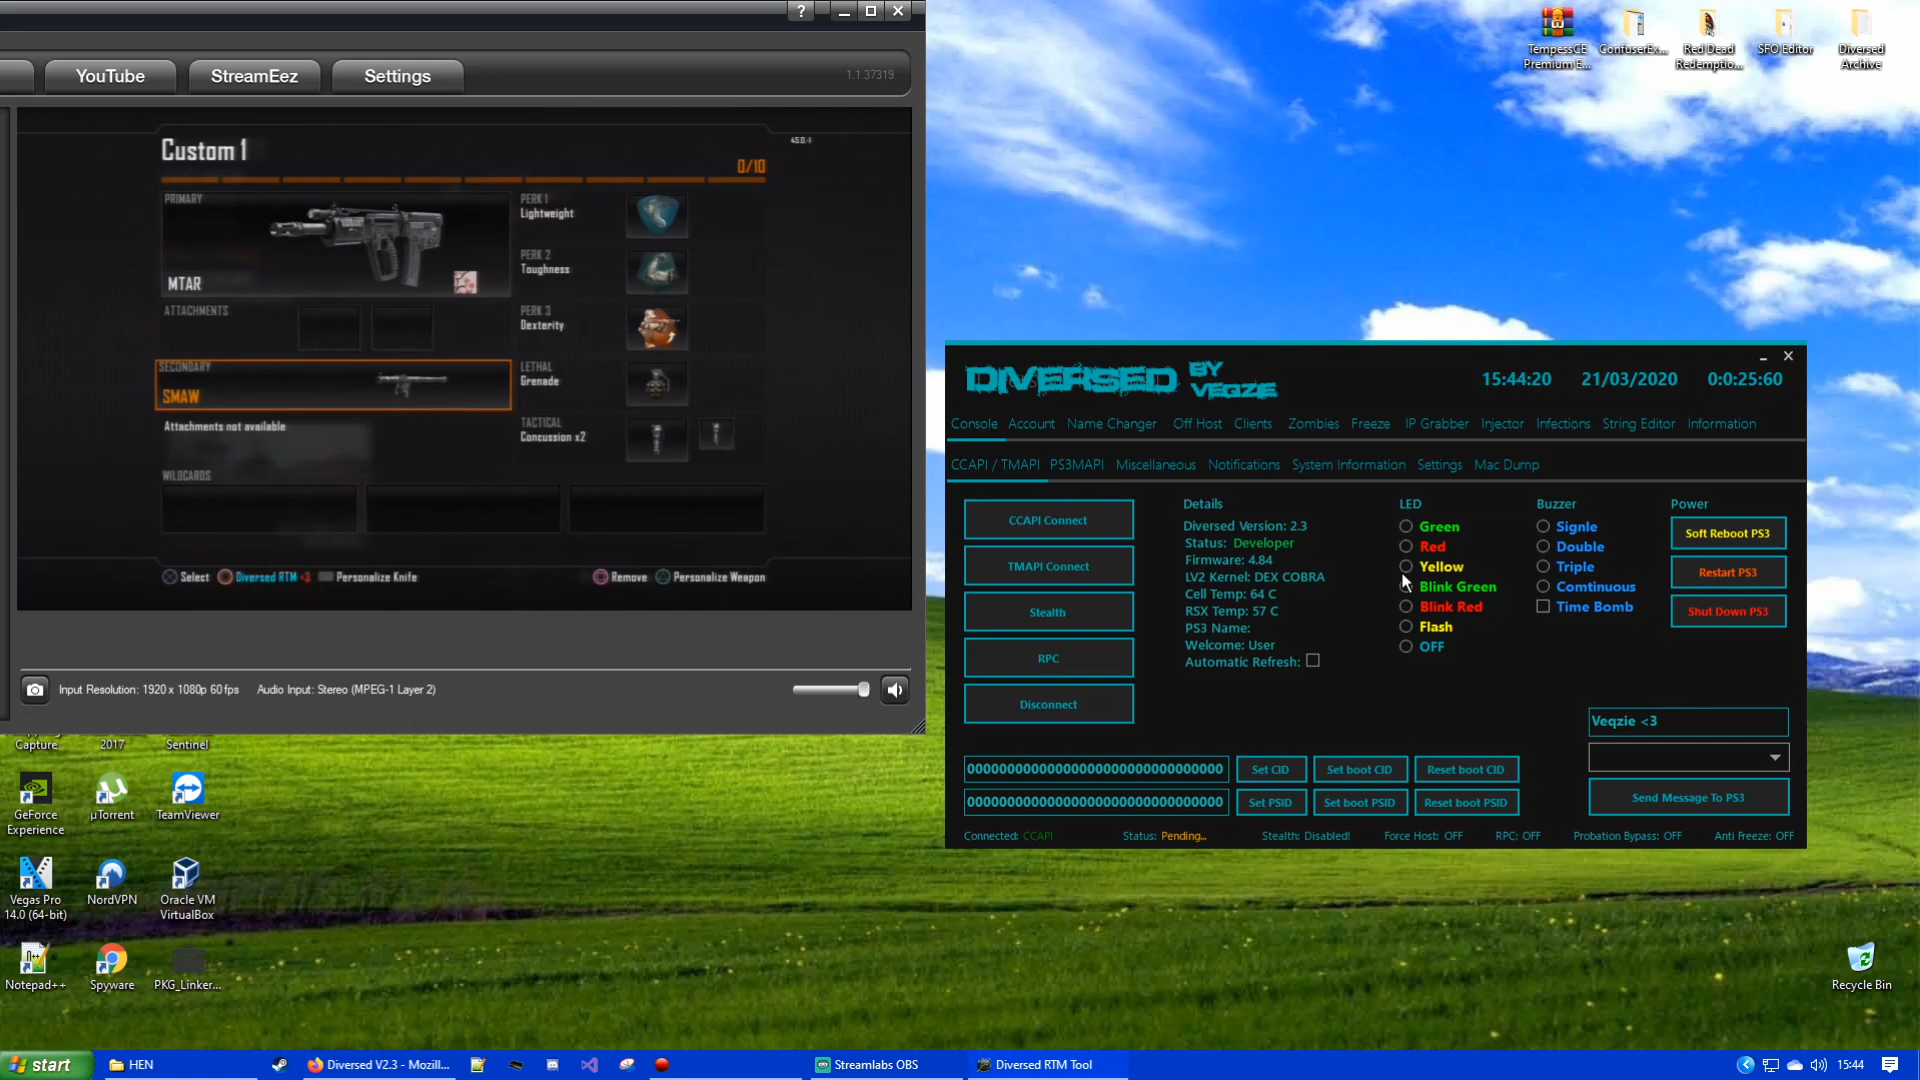 ?
YouTube
StreamEez
Settings
1.1.37319
Custom 1
0/10
PRIMARY
MTAR
ATTACHMENTS
SECONDARY
SMAW
Attachments not available
WILDCARDS
PERK 1
Lightweight
PERK 2
Toughness
PERK 3
Dexterity
LETHAL
Grenade
TACTICAL
Concussion x2
Select
Diversed RTM <3
Personalize Knife
Remove
Personalize Weapon
Input Resolution: 1920 x 1080p 60 fps
Audio Input: Stereo (MPEG-1 Layer 2)
TempessCE Premium E...
ConfuserEx...
Red Dead Redemptio...
SFO Editor
Diversed Archive
DIVERSED BY VEQZIE
15:44:20
21/03/2020
0:0:25:60
Console
Account
Name Changer
Off Host
Clients
Zombies
Freeze
IP Grabber
Injector
Infections
String Editor
Information
CCAPI / TMAPI
PS3MAPI
Miscellaneous
Notifications
System Information
Settings
Mac Dump
CCAPI Connect
TMAPI Connect
Stealth
RPC
Disconnect
Details
Diversed Version: 2.3
Status: Developer
Firmware: 4.84
LV2 Kernel: DEX COBRA
Cell Temp: 64 C
RSX Temp: 57 C
PS3 Name:
Welcome: User
Automatic Refresh:
LED
Green
Red
Yellow
Blink Green
Blink Red
Flash
OFF
Buzzer
Signle
Double
Triple
Comtinuous
Time Bomb
Power
Soft Reboot PS3
Restart PS3
Shut Down PS3
Veqzie <3
Send Message To PS3
00000000000000000000000000000000
Set CID
Set boot CID
Reset boot CID
00000000000000000000000000000000
Set PSID
Set boot PSID
Reset boot PSID
Connected: CCAPI
Status: Pending...
Stealth: Disabled!
Force Host: OFF
RPC: OFF
Probation Bypass: OFF
Anti Freeze: OFF
Capture
2017
Sentinel
GeForce Experience
µTorrent
TeamViewer
Vegas Pro 14.0 (64-bit)
NordVPN
Oracle VM VirtualBox
Notepad++
Spyware
PKG_Linker...
Recycle Bin
start
HEN
Diversed V2.3 - Mozill...
Streamlabs OBS
Diversed RTM Tool
15:44